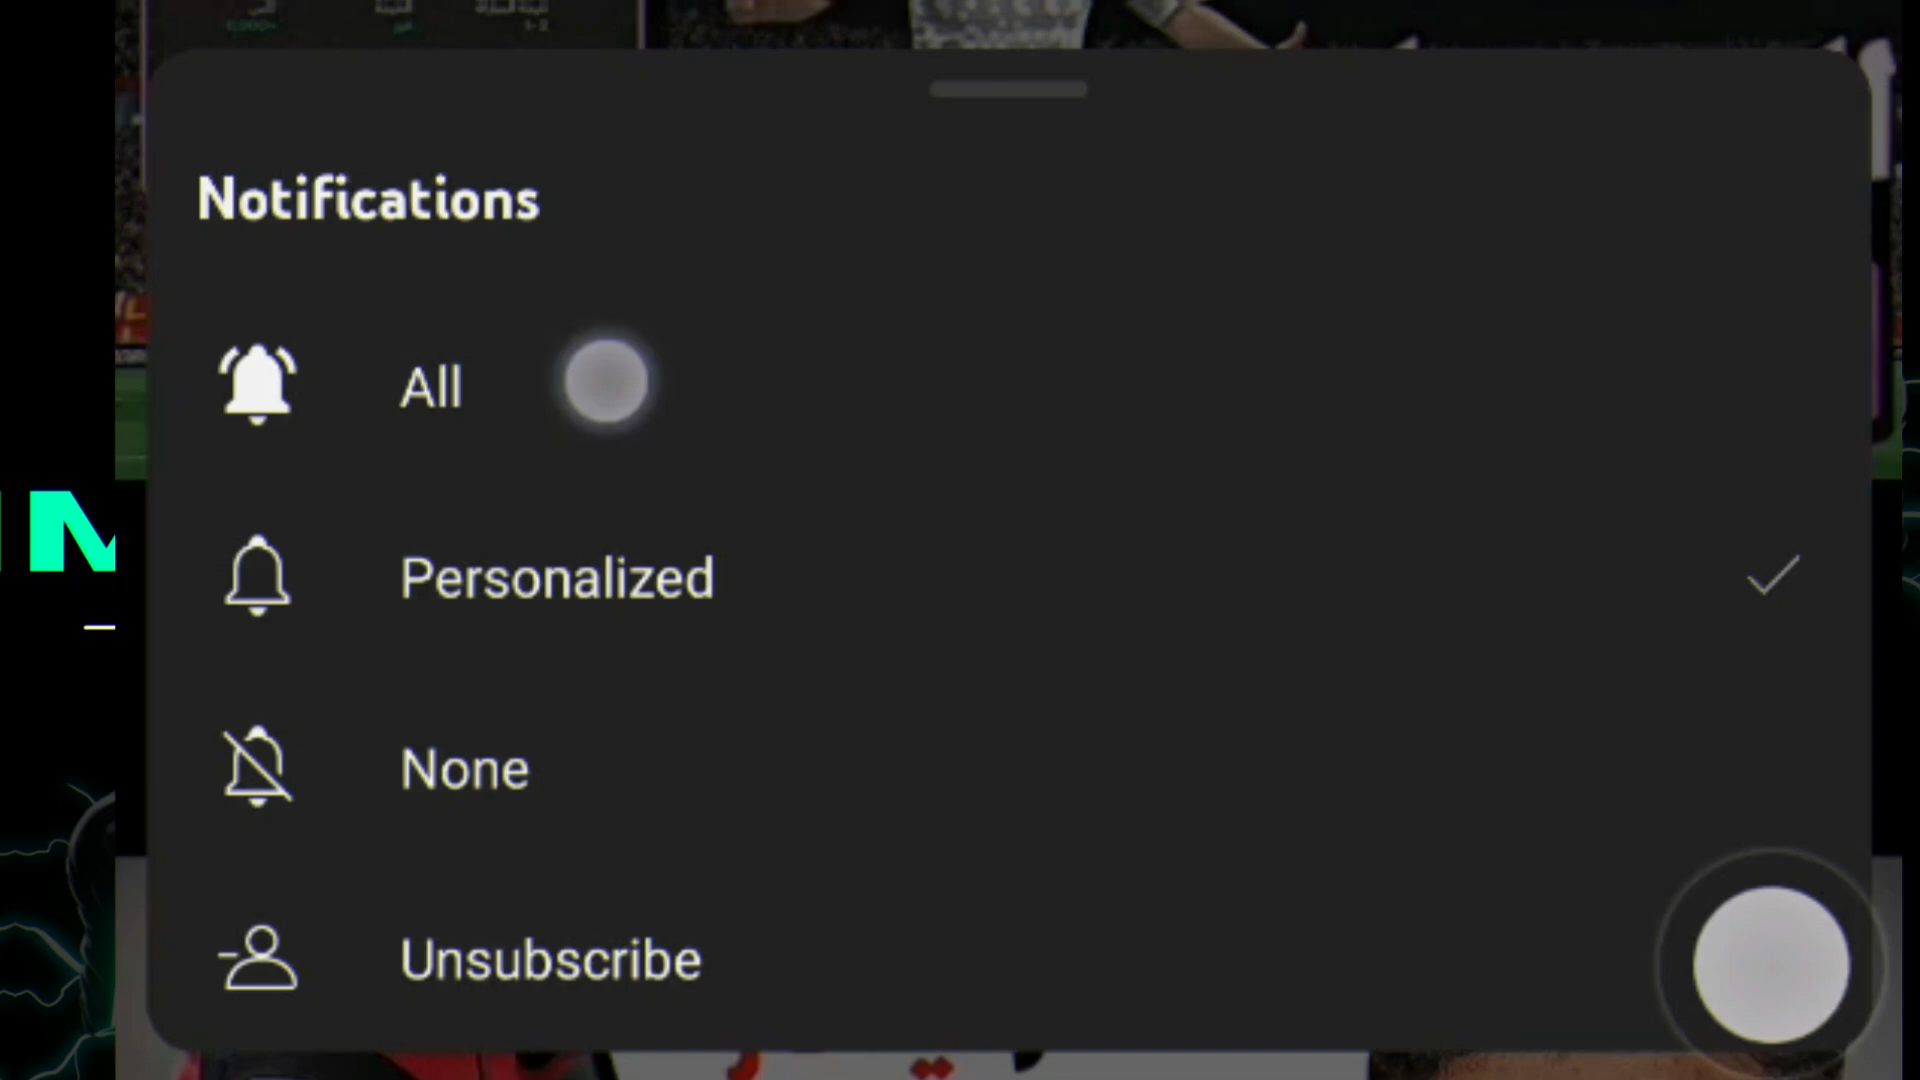 Notifications
All
Personalized
None
Unsubscribe